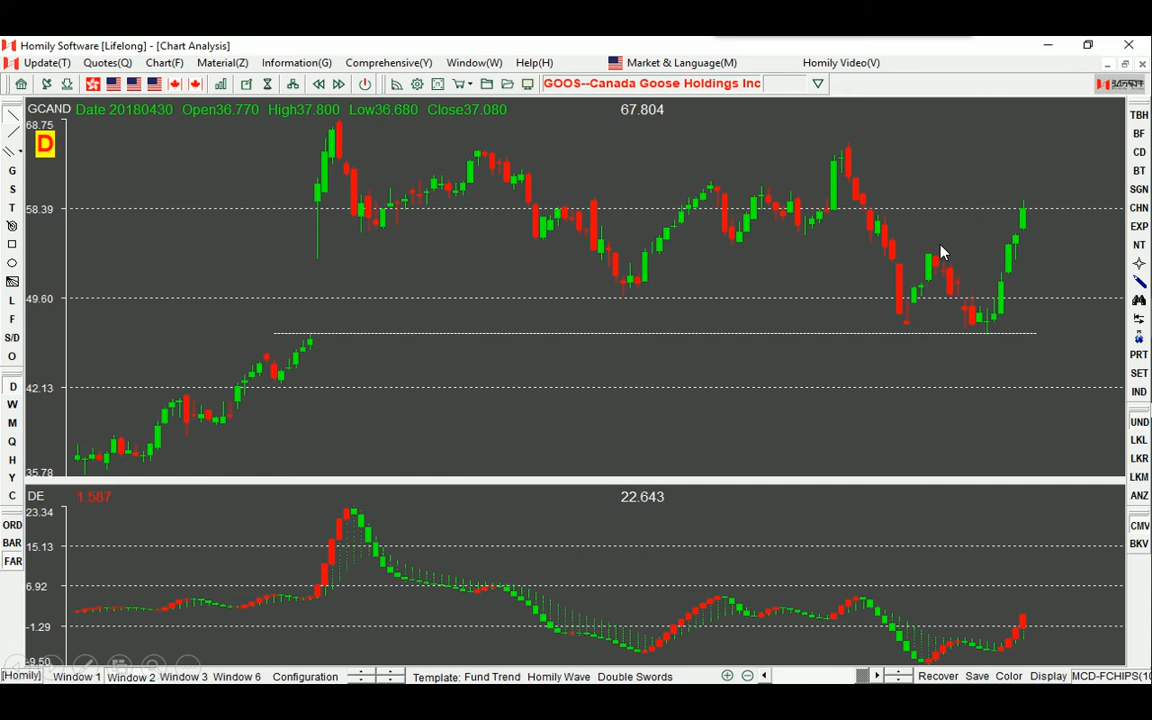 Homily Software [Lifelong] - [Chart Analysis]
Update(T) Quotes(Q) Chart(F) Material(Z) Information(G) Comprehensive(Y) Window(W) Help(H) Market & Language(M) Homily Video(V)
GOOS--Canada Goose Holdings Inc
GCAND Date 20180430 Open36.770 High37.800 Low36.680 Close37.080 67.804
68.75
D
58.39
49.60
42.13
35.78
DE 1.587 22.643
23.34
15.13
6.92
-1.29
-9.50
G
S
T
L
F
S/D
O
D
W
M
Q
H
Y
C
ORD
BAR
FAR
TBH
BF
CD
BT
SGN
CHN
EXP
NT
PRT
SET
IND
UND
LKL
LKR
LKM
ANZ
CMV
BKV
[Homily] Window 1 Window 2 Window 3 Window 6 Configuration Template: Fund Trend Homily Wave Double Swords Recover Save Color Display MCD-FCHIPS(10